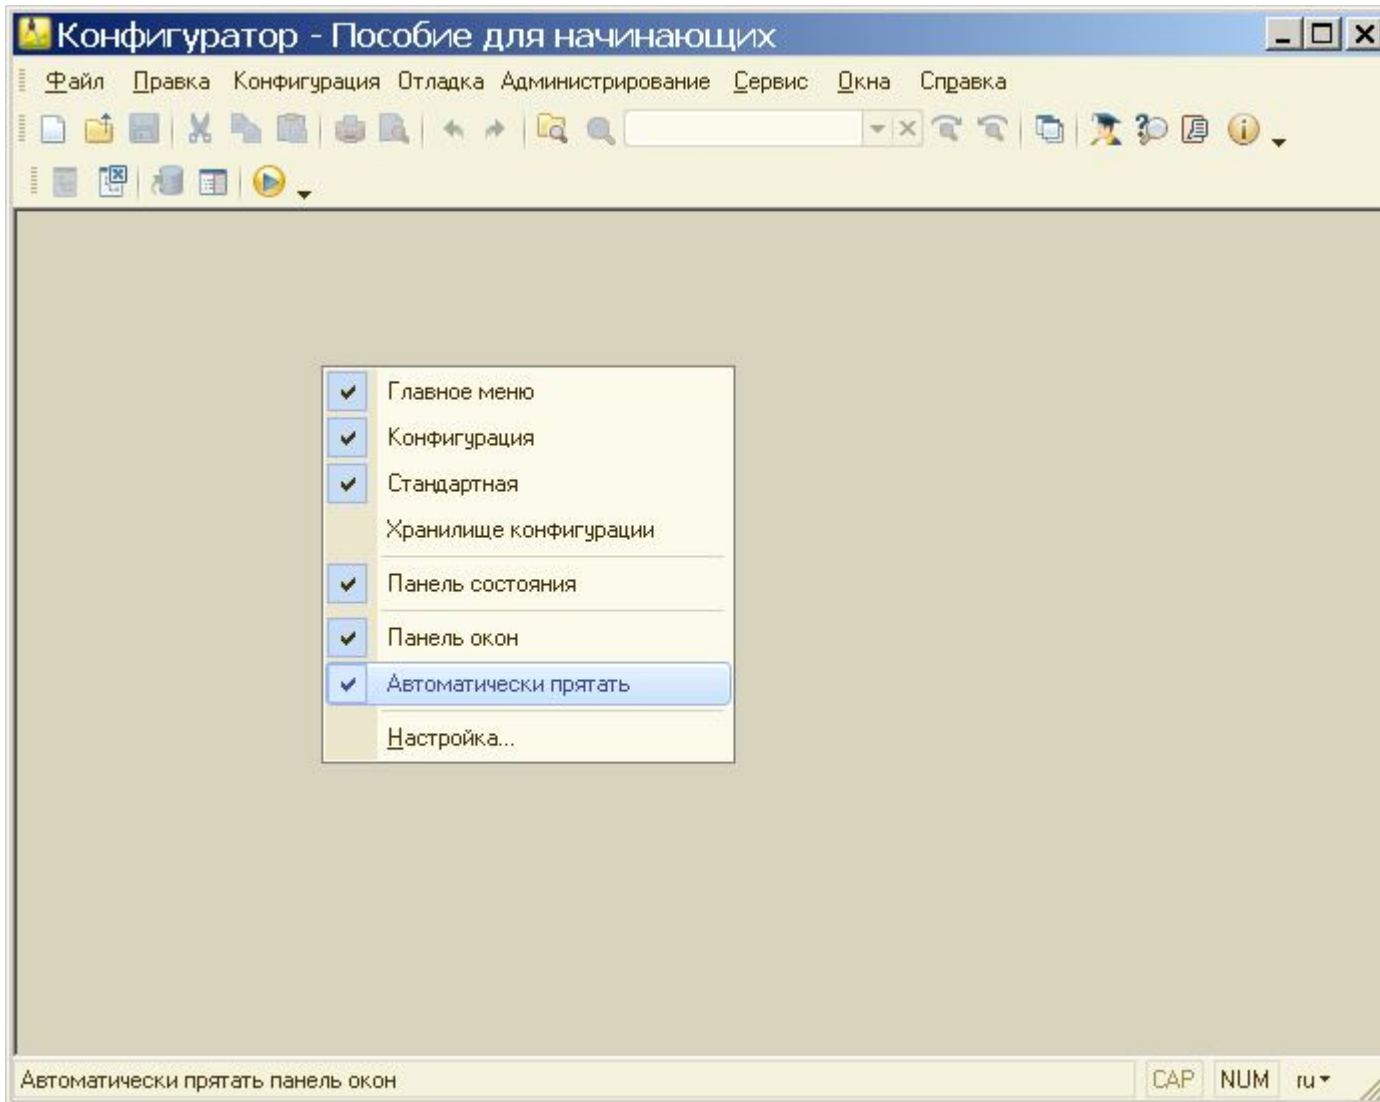 Конфигуратор - Пособие для начинающих
Файл Правка Конфигурация Отладка Администрирование Сервис Окна Справка
Главное меню
Конфигурация
Стандартная
Хранилище конфигурации
Панель состояния
Панель окон
Автоматически прятать
Настройка...
Автоматически прятать панель окон CAP NUM ru